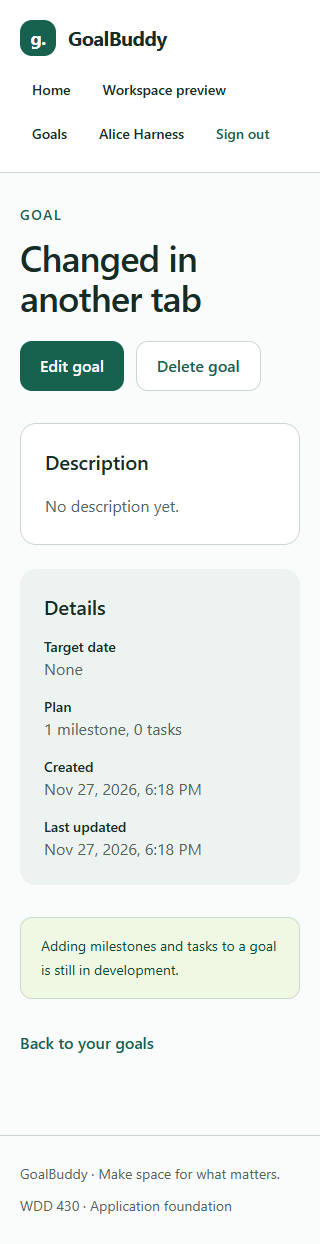 g. GoalBuddy
Home Workspace preview
Goals Alice Harness Sign out
GOAL
Changed in
another tab
Edit goal Delete goal
Description
No description yet.
Details
Target date
None
Plan
1 milestone, 0 tasks
Created
Nov 27, 2026, 6:18 PM
Last updated
Nov 27, 2026, 6:18 PM
Adding milestones and tasks to a goal
is still in development.
Back to your goals
GoalBuddy · Make space for what matters.
WDD 430 · Application foundation